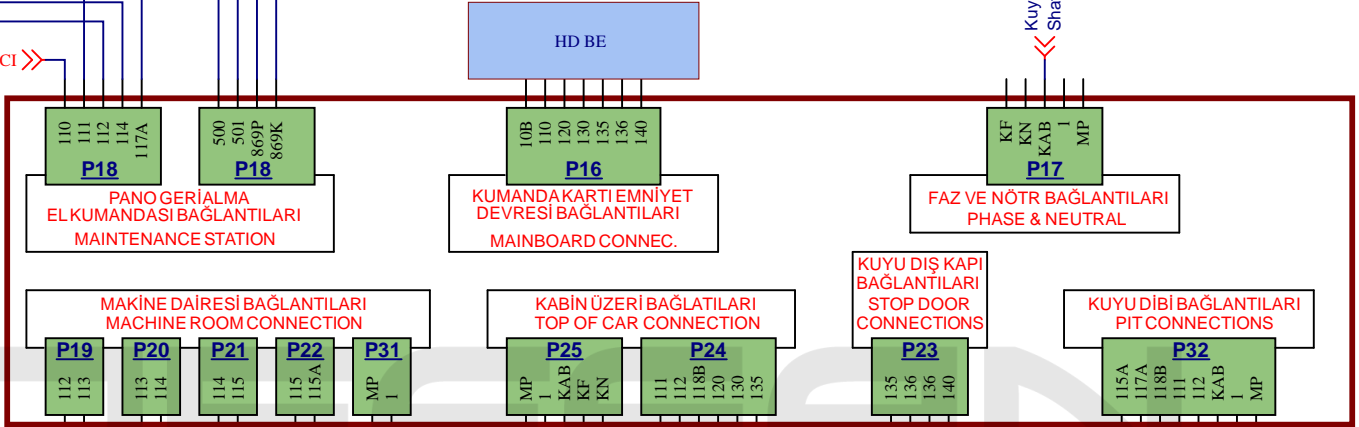 CI
HD BE
Kuy
Sha
110 111 112 114 117A
P18
500 501 869P 869K
P18
10B 110 120 130 135 136 140
P16
KF KN KAB 1 MP
P17
PANO GERİALMA
EL KUMANDASI BAĞLANTILARI
MAINTENANCE STATION
KUMANDA KARTI EMNİYET
DEVRESİ BAĞLANTILARI
MAINBOARD CONNEC.
FAZ VE NÖTR BAĞLANTILARI
PHASE & NEUTRAL
MAKİNE DAİRESİ BAĞLANTILARI
MACHINE ROOM CONNECTION
KABİN ÜZERİ BAĞLATILARI
TOP OF CAR CONNECTION
KUYU DIŞ KAPI
BAĞLANTILARI
STOP DOOR
CONNECTIONS
KUYU DİBİ BAĞLANTILARI
PIT CONNECTIONS
P19
112 113
P20
113 114
P21
114 115
P22
115 115A
P31
MP 1
P25
MP 1 KAB KF KN
P24
111 112 118B 120 130 135
P23
135 136 136 140
P32
115A 117A 118B 111 112 KAB 1 MP